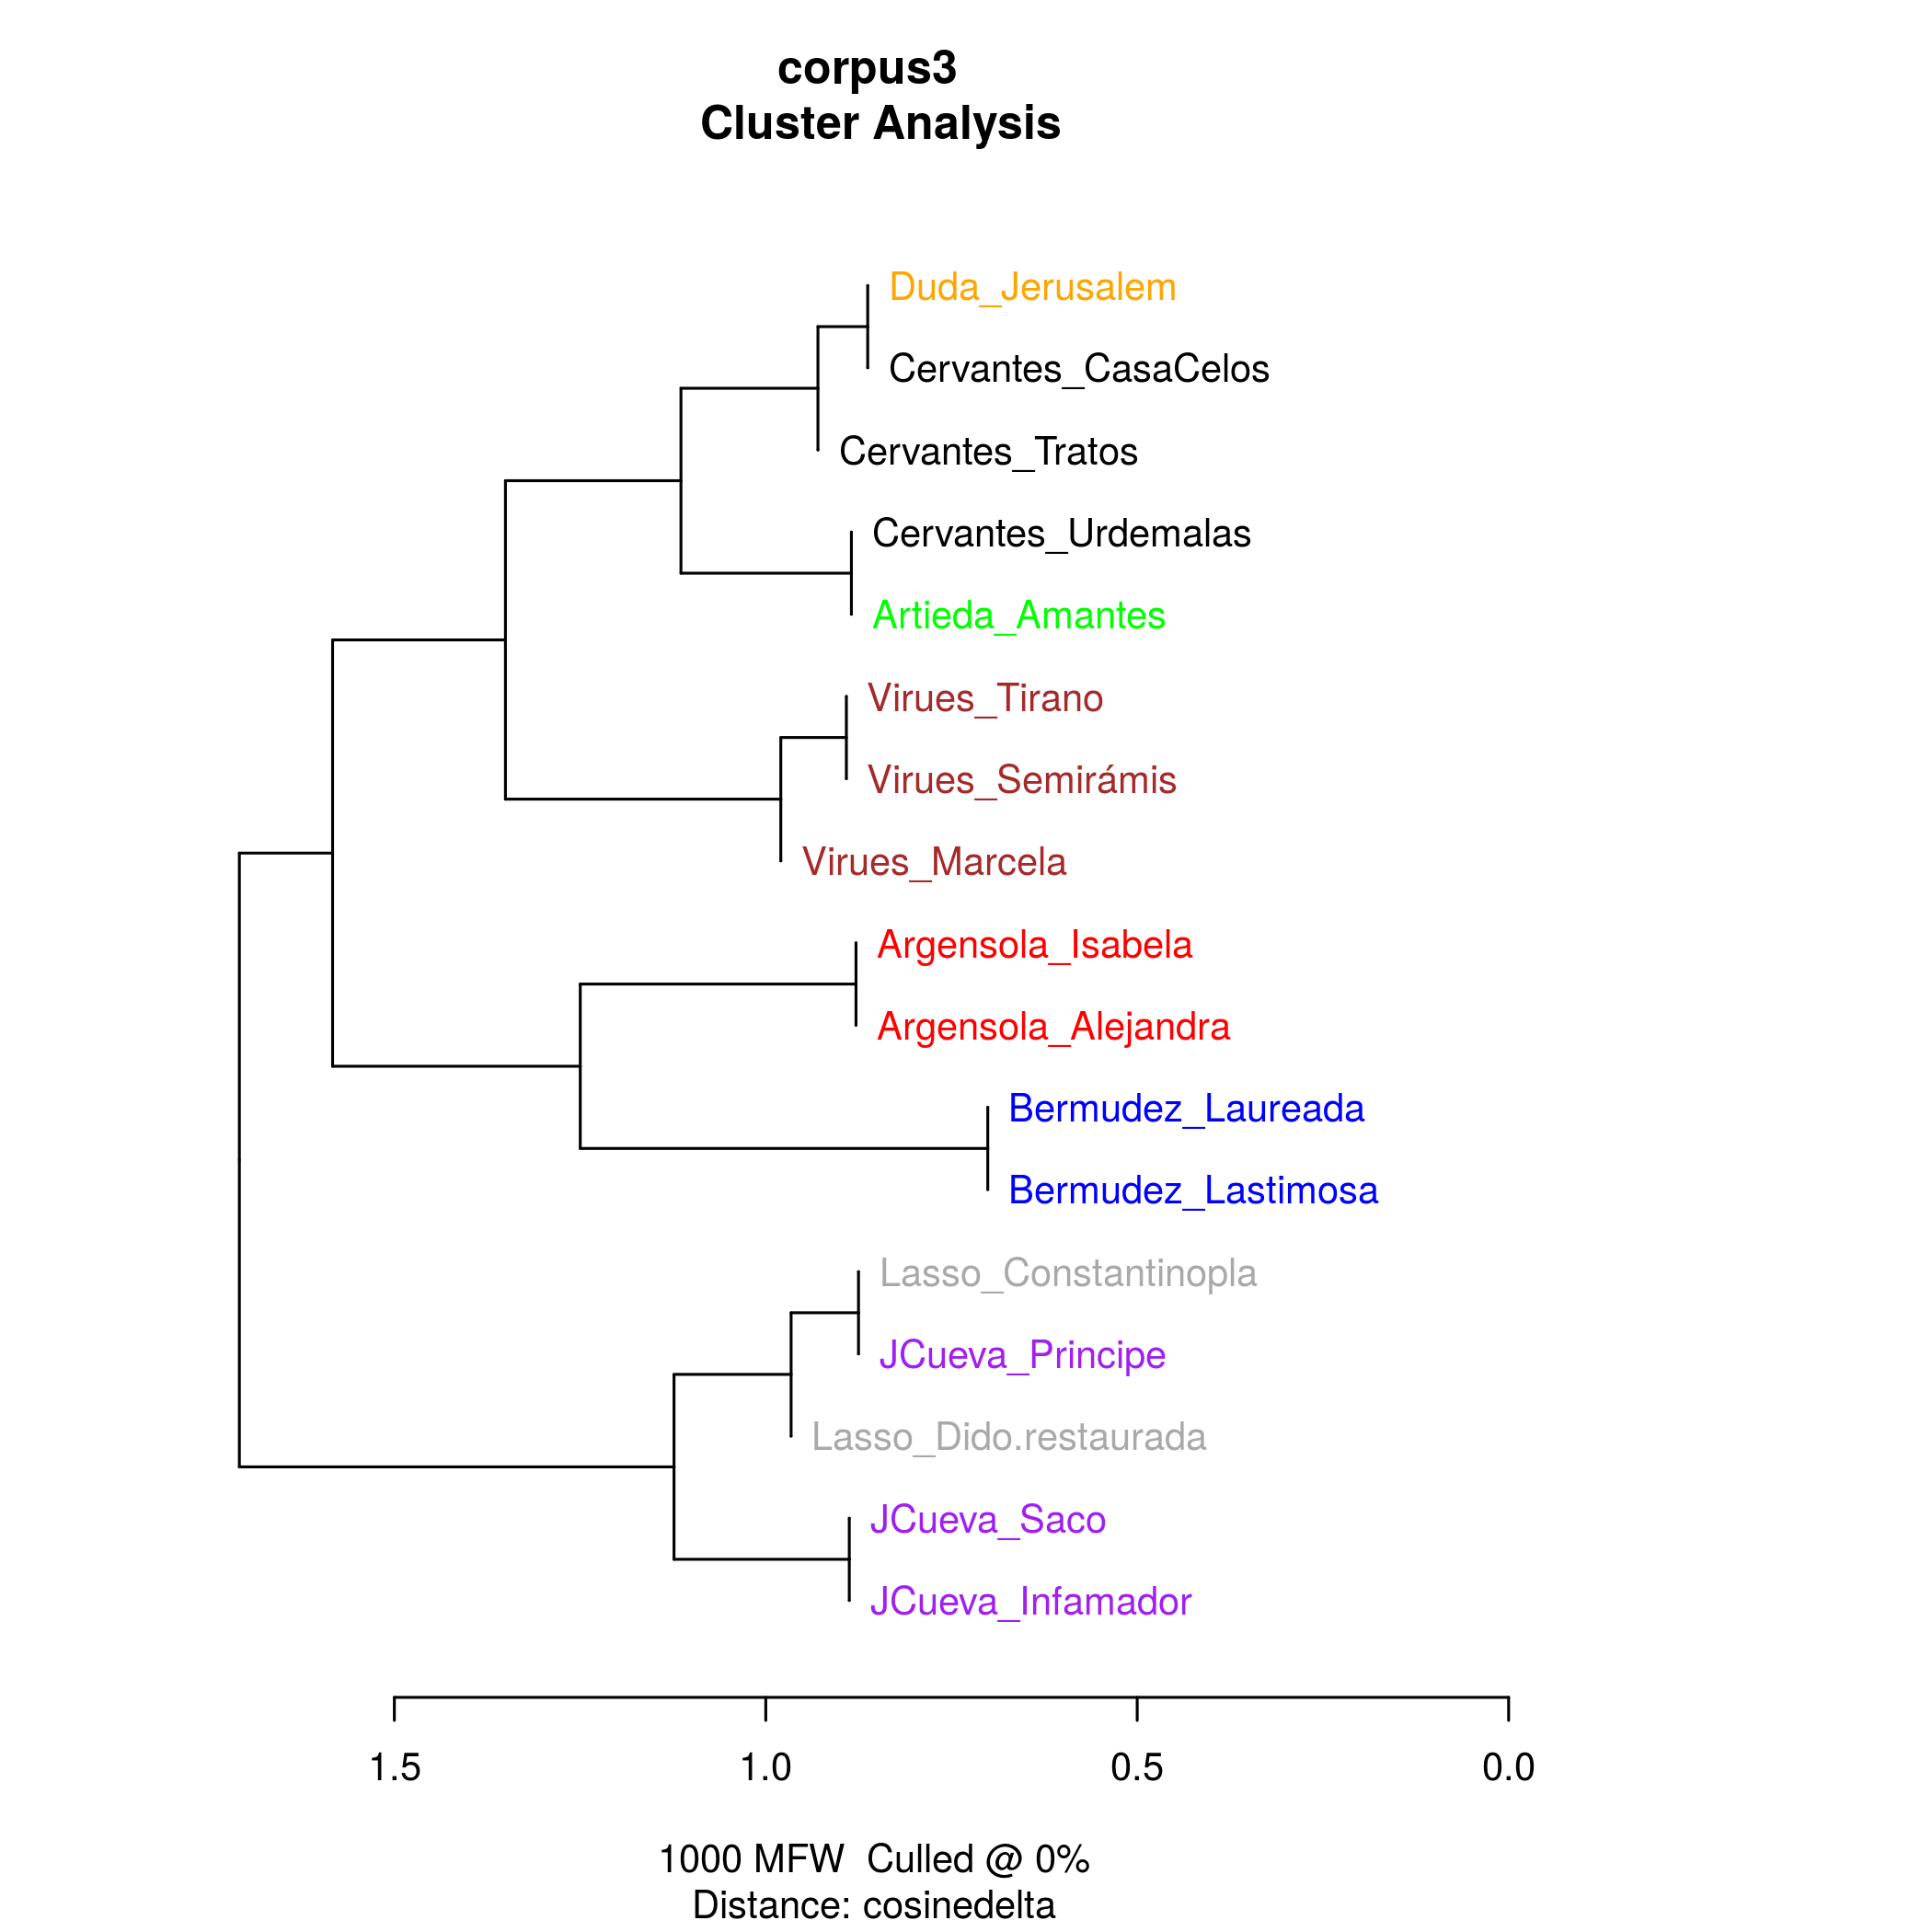 corpus3
Cluster Analysis
Duda_Jerusalem
Cervantes_CasaCelos
Cervantes_Tratos
Cervantes_Urdemalas
Artieda_Amantes
Virues_Tirano
Virues_Semirámis
Virues_Marcela
Argensola_Isabela
Argensola_Alejandra
Bermudez_Laureada
Bermudez_Lastimosa
Lasso_Constantinopla
JCueva_Principe
Lasso_Dido.restaurada
JCueva_Saco
JCueva_Infamador
1.5 1.0 0.5 0.0
1000 MFW  Culled @ 0%
Distance: cosinedelta